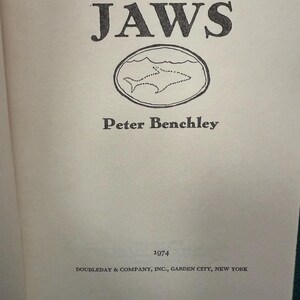 JAWS
Peter Benchley
1974
DOUBLEDAY & COMPANY, INC., GARDEN CITY, NEW YORK